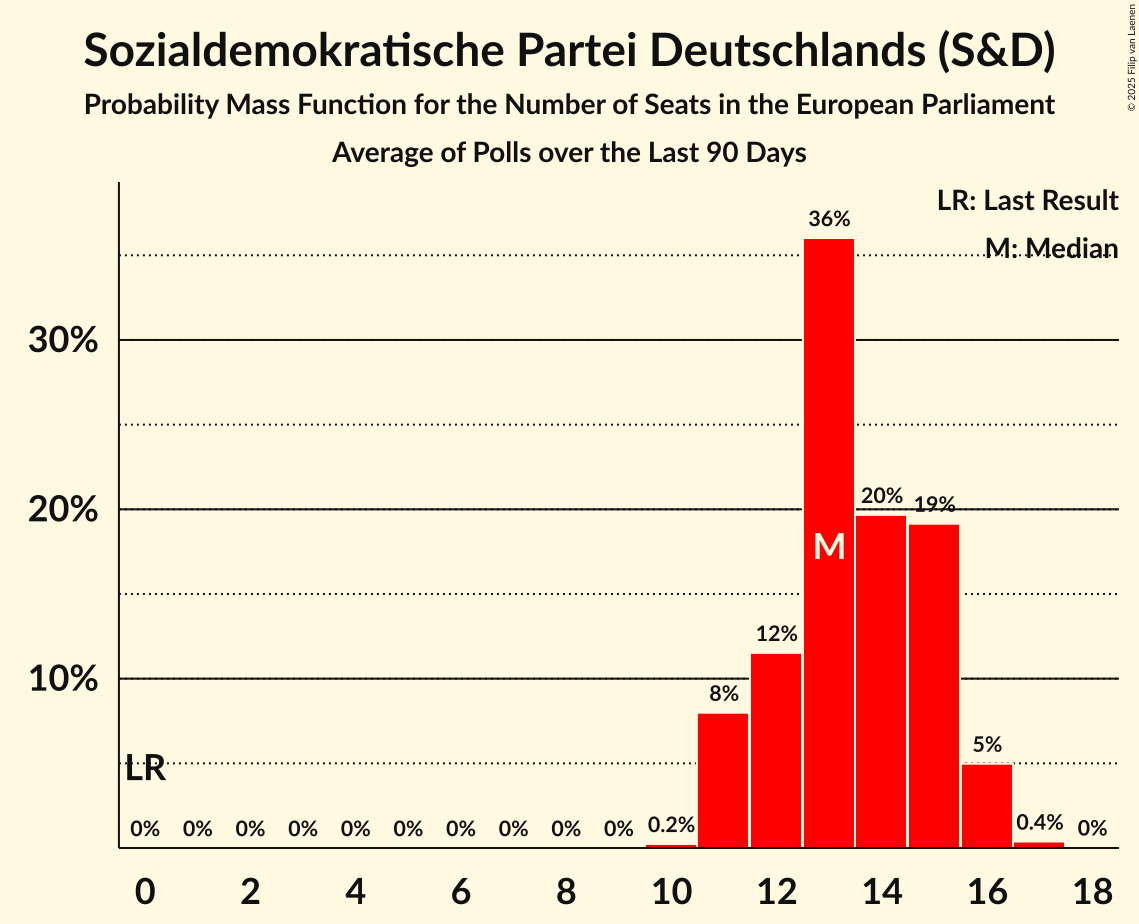 Sozialdemokratische Partei Deutschlands (S&D)
Probability Mass Function for the Number of Seats in the European Parliament
Average of Polls over the Last 90 Days
© 2025 Filip van Laenen
LR: Last Result
M: Median
36%
30%
20%
20% 19%
M
12%
10%
8%
LR
5%
0% 0% 0% 0% 0% 0% 0% 0% 0% 0% 0.2% 0.4% 0%
0 2 4 6 8 10 12 14 16 18